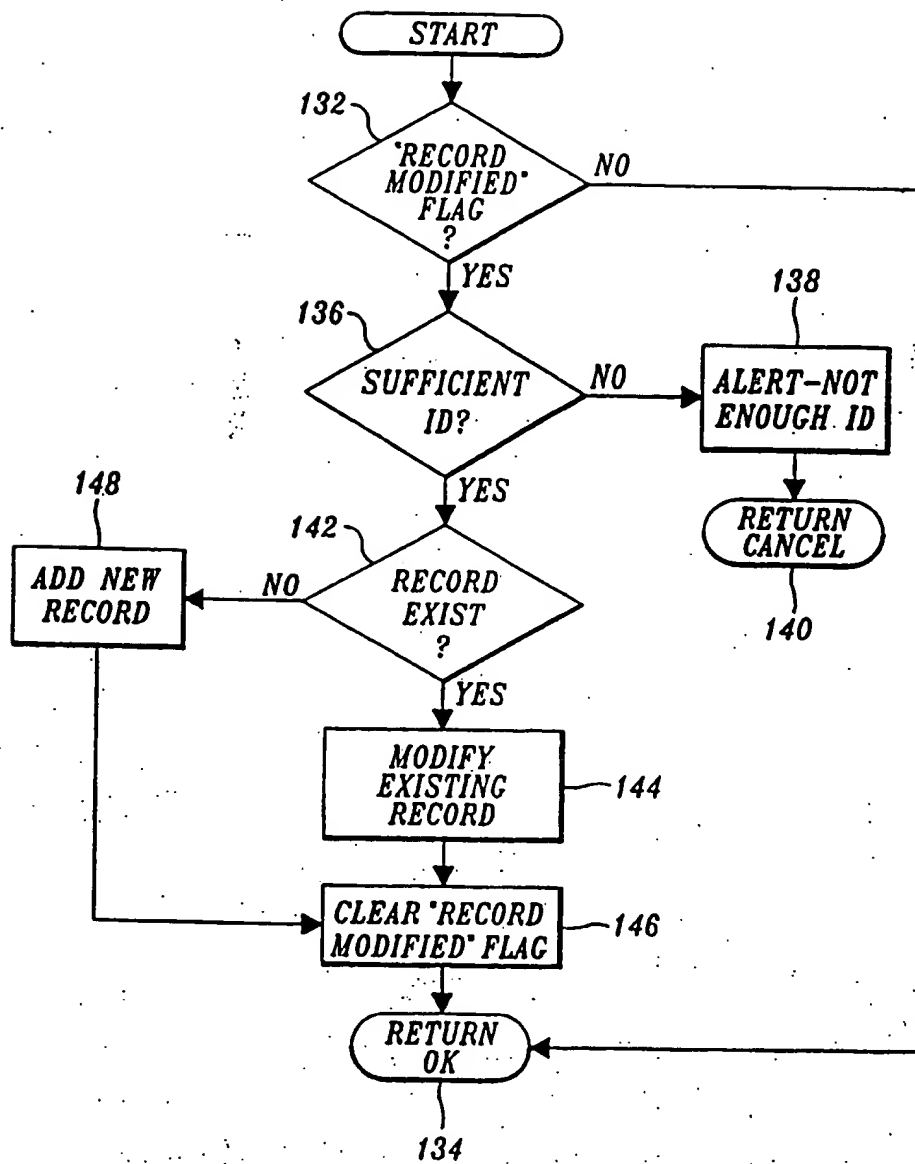 START
132
"RECORD
MODIFIED"
FLAG
?
NO
YES
136
SUFFICIENT
ID?
NO
138
ALERT-NOT
ENOUGH ID
RETURN
CANCEL
140
YES
142
RECORD
EXIST
?
NO
148
ADD NEW
RECORD
YES
MODIFY
EXISTING
RECORD
144
CLEAR "RECORD
MODIFIED" FLAG
146
RETURN
OK
134